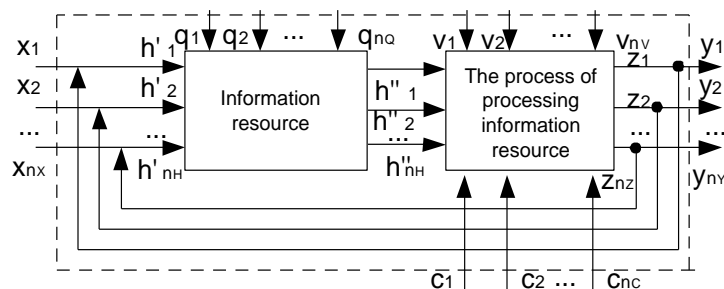 q1 q2 ... qnQ v1 v2 ... vnV
x1 h'1 z1 y1
x2 h'2 Information resource h''1 The process of processing information resource z2 y2
... ... h''2 ... ...
xnX h'nH ... znZ ynY
h''nH
c1 c2 ... cnC